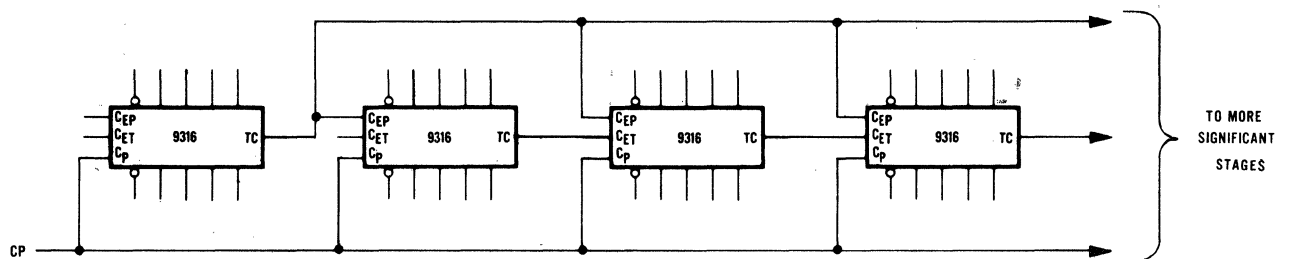 CEP
CET 9316 TC
CP
CEP
CET 9316 TC
CP
CEP
CET 9316 TC
CP
CEP
CET 9316 TC
CP
TO MORE
SIGNIFICANT
STAGES
CP